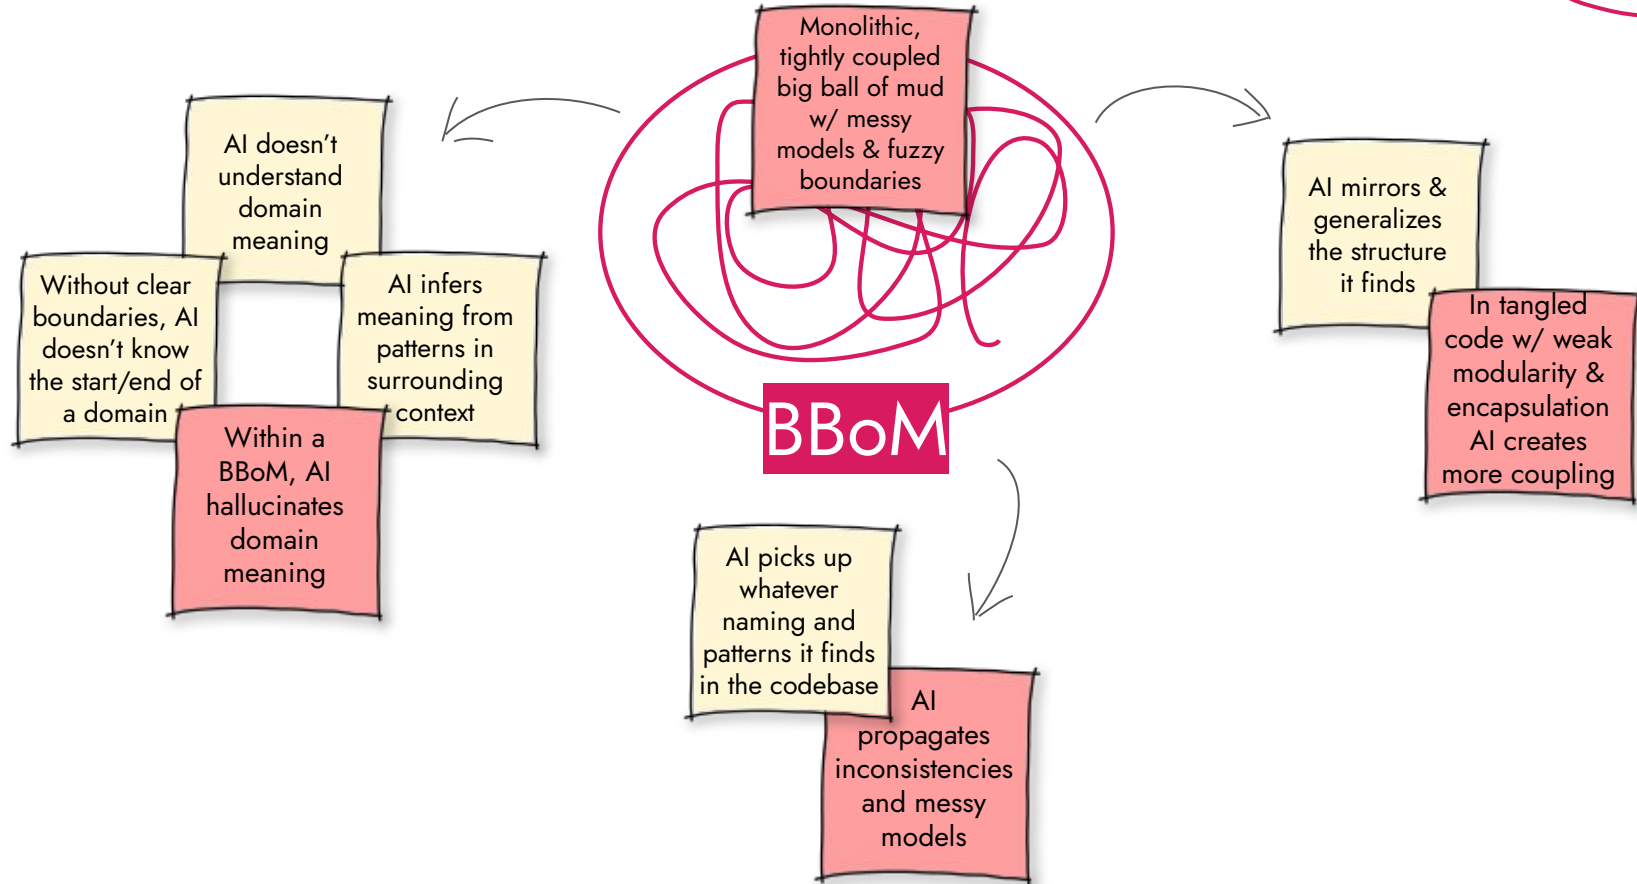 Monolithic,
tightly coupled
big ball of mud
w/ messy
models & fuzzy
boundaries
BBoM
AI doesn’t
understand
domain
meaning
Without clear
boundaries, AI
doesn’t know
the start/end of
a domain
AI infers
meaning from
patterns in
surrounding
context
Within a
BBoM, AI
hallucinates
domain
meaning
AI picks up
whatever
naming and
patterns it finds
in the codebase
AI
propagates
inconsistencies
and messy
models
AI mirrors &
generalizes
the structure
it finds
In tangled
code w/ weak
modularity &
encapsulation
AI creates
more coupling